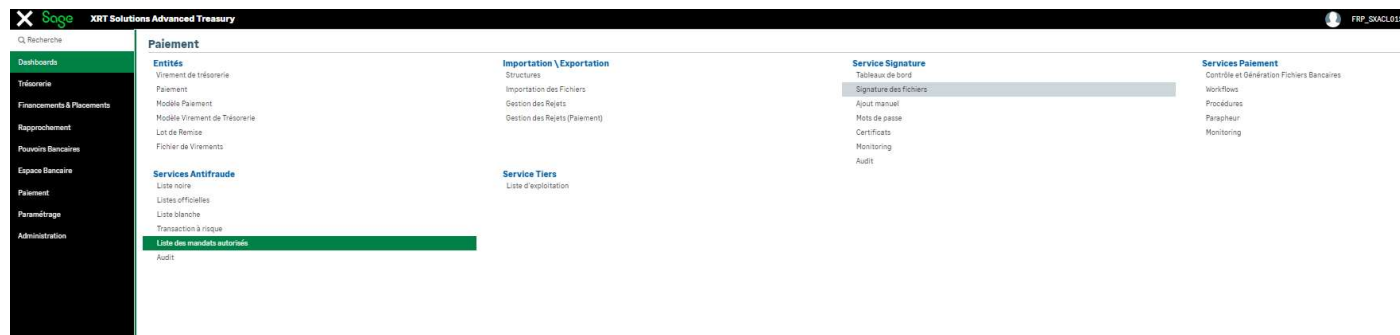 Sage XRT Solutions Advanced Treasury
FRP_SXACL01
Recherche
Dashboards
Trésorerie
Financements & Placements
Rapprochement
Pouvoirs Bancaires
Espace Bancaire
Paiement
Paramétrage
Administration
Paiement
Entités
Virement de trésorerie
Paiement
Modèle Paiement
Modèle Virement de Trésorerie
Lot de Remise
Fichier de Virements
Importation \ Exportation
Structures
Importation des Fichiers
Gestion des Rejets
Gestion des Rejets (Paiement)
Service Signature
Tableaux de bord
Signature des fichiers
Ajout manuel
Mots de passe
Certificats
Monitoring
Audit
Services Paiement
Contrôle et Génération Fichiers Bancaires
Workflows
Procédures
Parapheur
Monitoring
Services Antifraude
Liste noire
Listes officielles
Liste blanche
Transaction à risque
Liste des mandats autorisés
Audit
Service Tiers
Liste d'exploitation